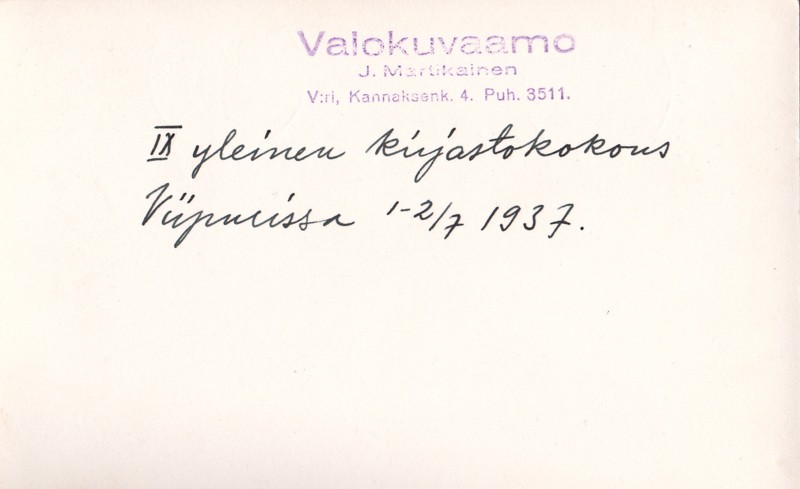 Valokuvaamo
J. Martikainen
V:ri, Kannaksenk. 4. Puh. 3511.
IX yleinen kirjastokokous
Viipurissa 1-2/7 1937.